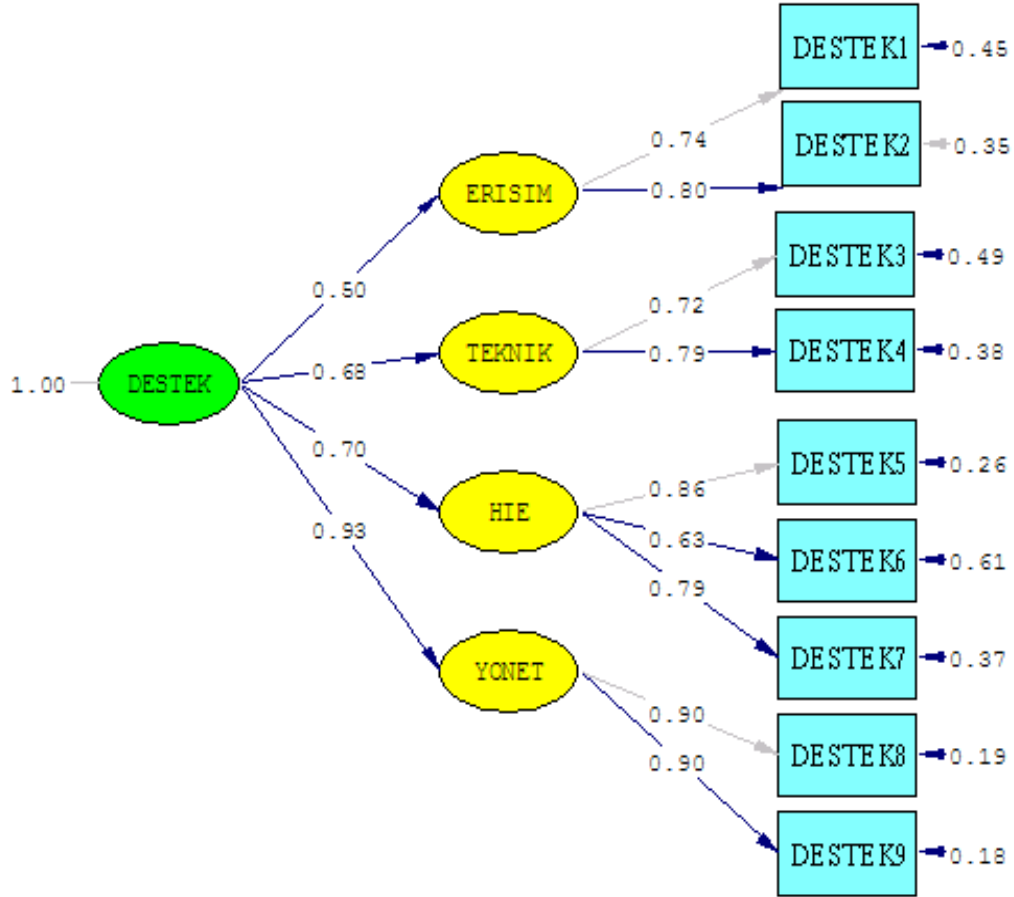 DESTEK1
0.45
0.74
DESTEK2
0.35
ERISIM
0.80
DESTEK3
0.49
0.50
0.72
TEKNIK
0.79
DESTEK4
0.38
1.00
DESTEK
0.68
0.70
DESTEK5
0.26
0.86
HIE
0.63
DESTEK6
0.61
0.93
0.79
DESTEK7
0.37
YONET
0.90
DESTEK8
0.19
0.90
DESTEK9
0.18